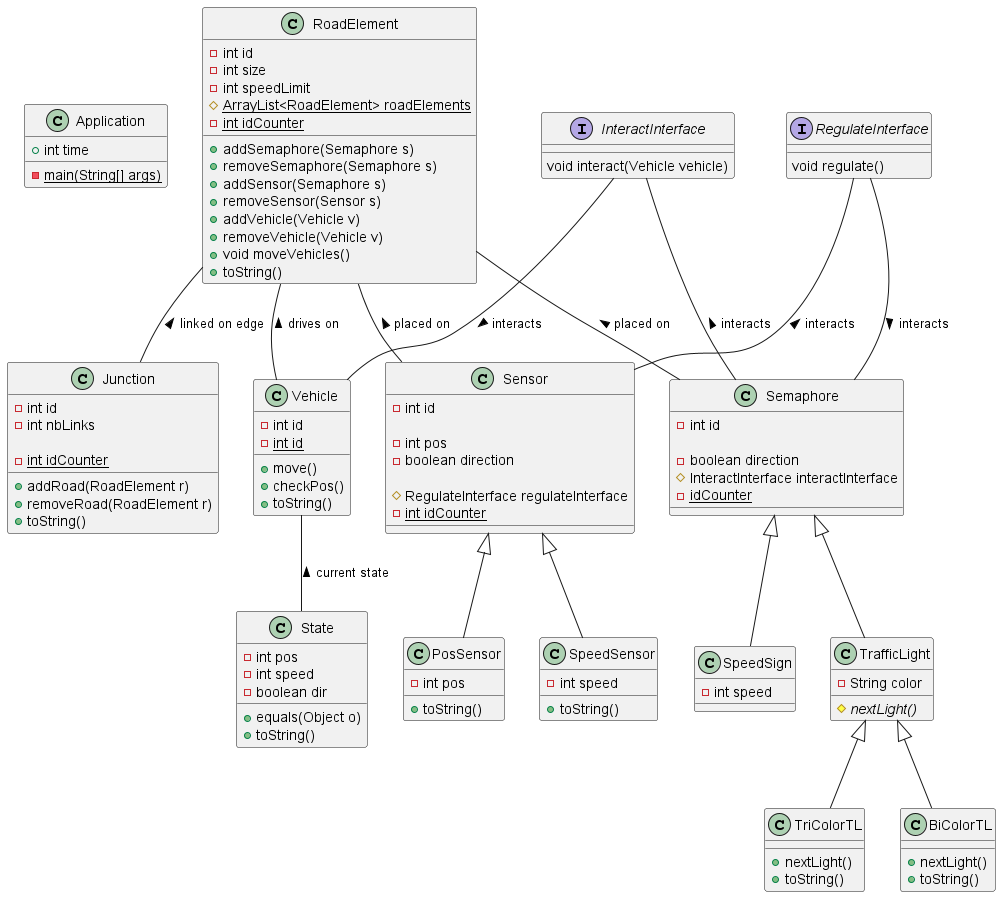 RoadElement
int id
int size
int speedLimit
ArrayList<RoadElement> roadElements
int idCounter
addSemaphore(Semaphore s)
removeSemaphore(Semaphore s)
addSensor(Semaphore s)
removeSensor(Sensor s)
addVehicle(Vehicle v)
removeVehicle(Vehicle v)
void moveVehicles()
toString()
Application
int time
main(String[] args)
InteractInterface
void interact(Vehicle vehicle)
RegulateInterface
void regulate()
linked on edge
drives on
placed on
interacts
placed on
interacts
interacts
interacts
Junction
int id
int nbLinks
int idCounter
addRoad(RoadElement r)
removeRoad(RoadElement r)
toString()
Vehicle
int id
int id
move()
checkPos()
toString()
Sensor
int id
int pos
boolean direction
RegulateInterface regulateInterface
int idCounter
Semaphore
int id
boolean direction
InteractInterface interactInterface
idCounter
current state
State
int pos
int speed
boolean dir
equals(Object o)
toString()
PosSensor
int pos
toString()
SpeedSensor
int speed
toString()
SpeedSign
int speed
TrafficLight
String color
nextLight()
TriColorTL
nextLight()
toString()
BiColorTL
nextLight()
toString()